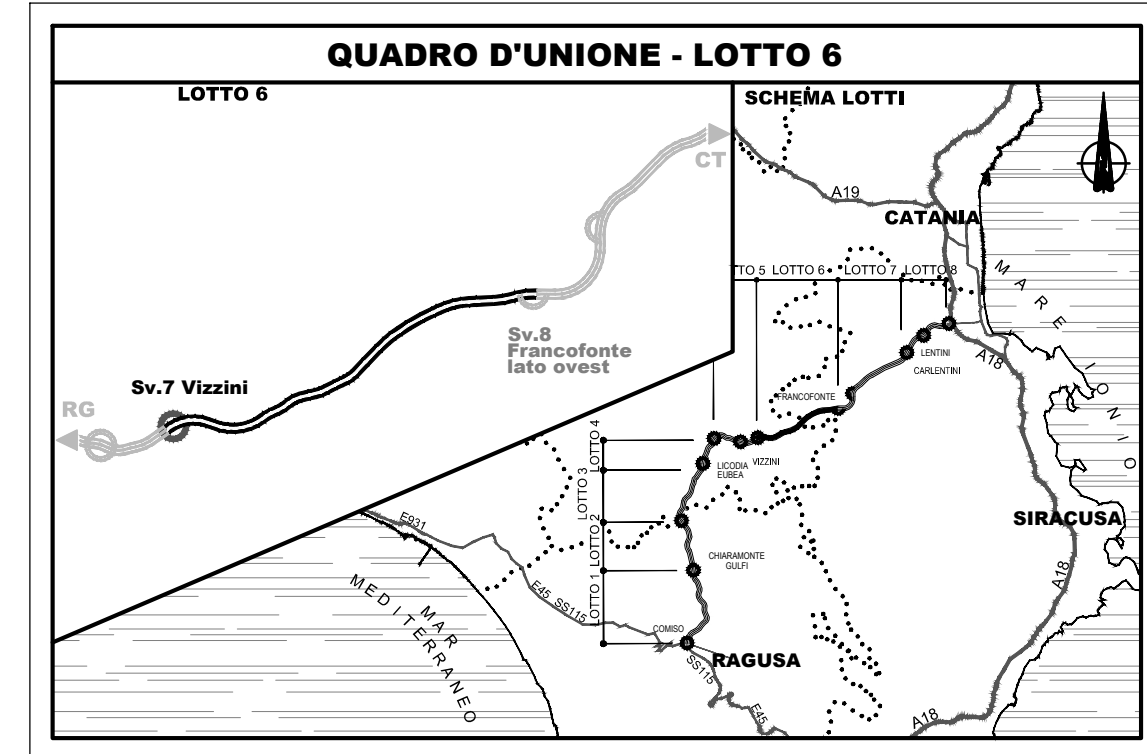 QUADRO D'UNIONE - LOTTO 6
LOTTO 6
CT
Sv.8
Francofonte
lato ovest
Sv.7 Vizzini
RG
SCHEMA LOTTI
A19
CATANIA
TTO 5 LOTTO 6 LOTTO 7 LOTTO 8
MARE IONIO
LENTINI
CARLENTINI
A18
FRANCOFONTE
LOTTO 4
LOTTO 3
LOTTO 2
LOTTO 1
LICODIA
EUBEA
VIZZINI
SIRACUSA
A18
CHIARAMONTE
GULFI
E931
MAR
MEDITERRANEO
E45 SS115
COMISO
RAGUSA
SS115
E45
A18